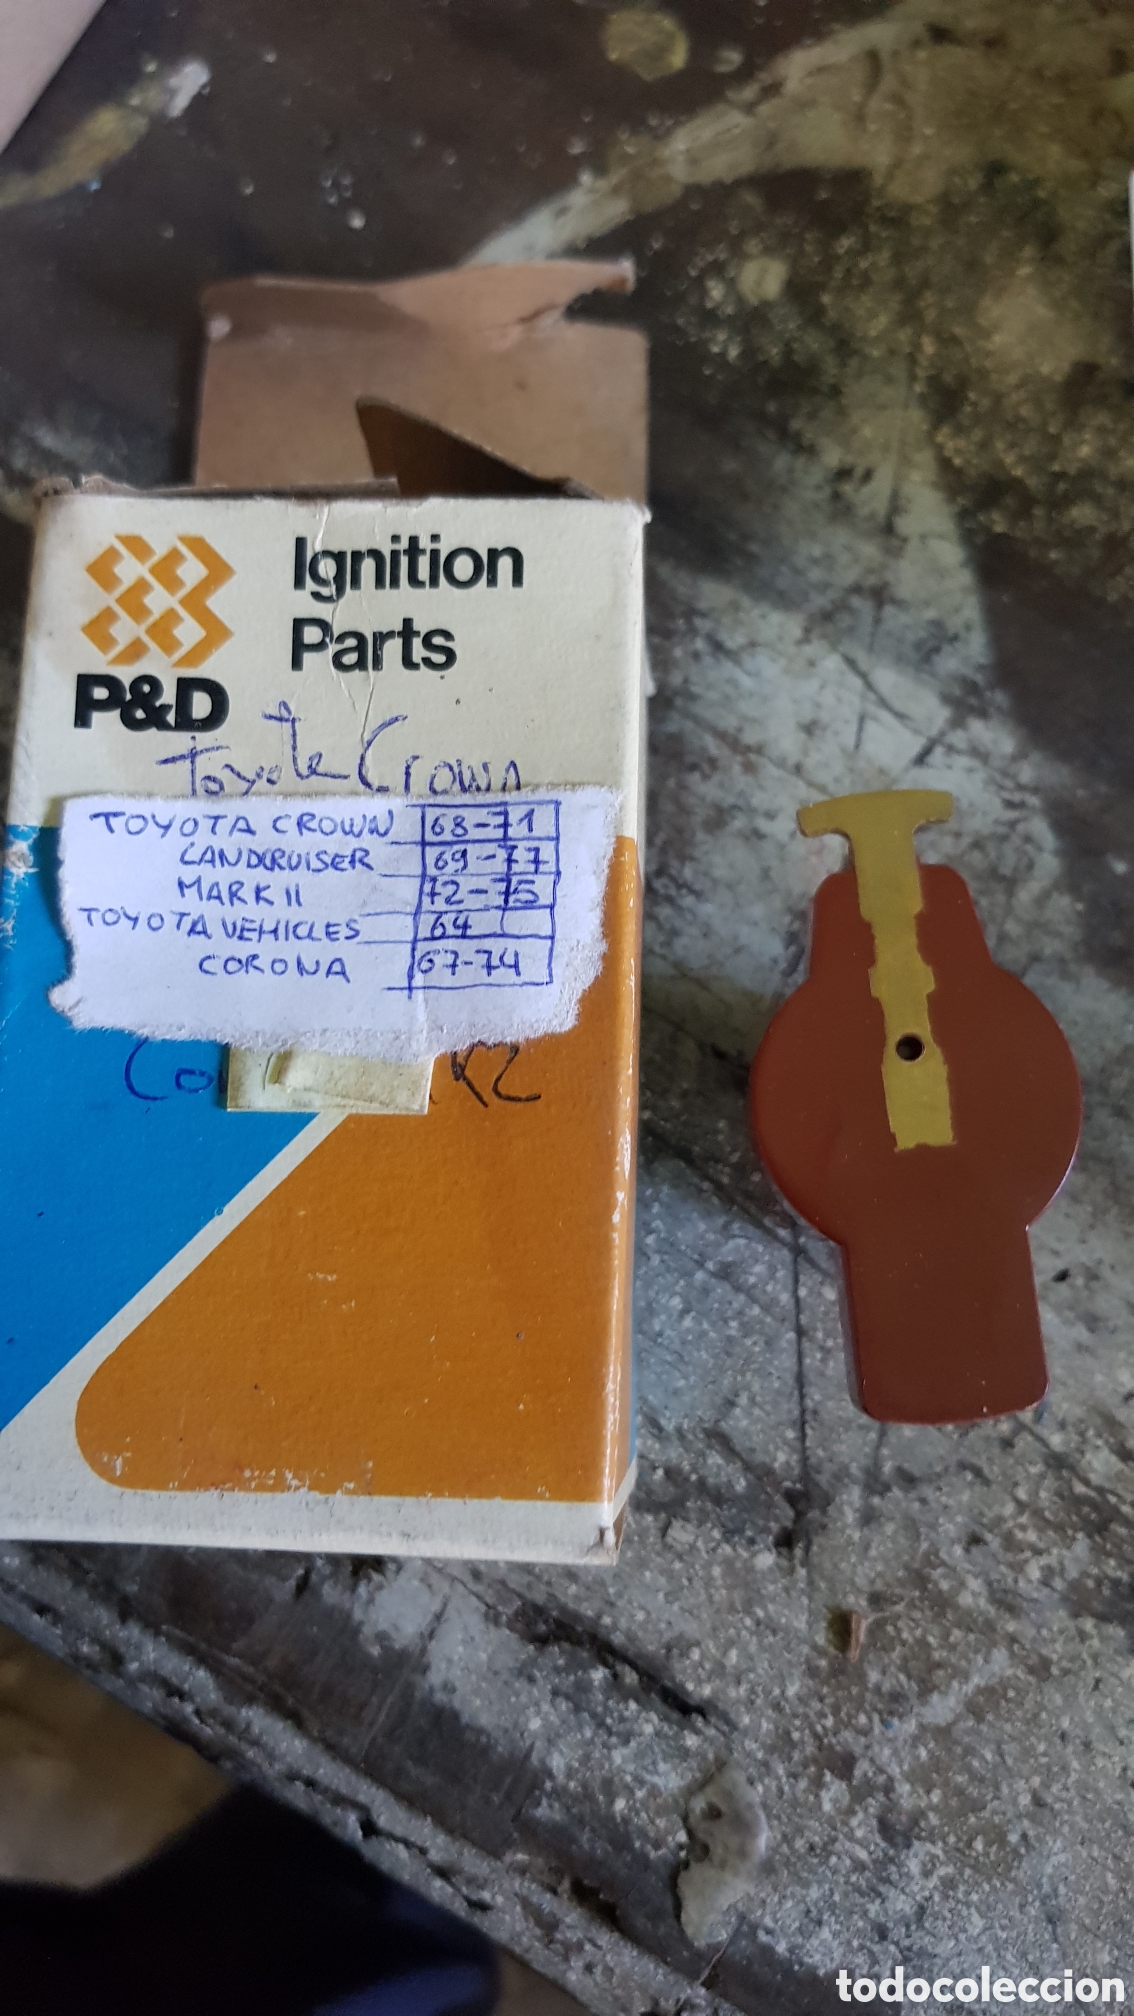 Ignition
Parts
P&D
Toyota Crown
TOYOTA CROWN 68-71
LANDCRUISER 69-77
MARK II 72-75
TOYOTA VEHICLES 64
CORONA 67-74
Co
todocoleccion